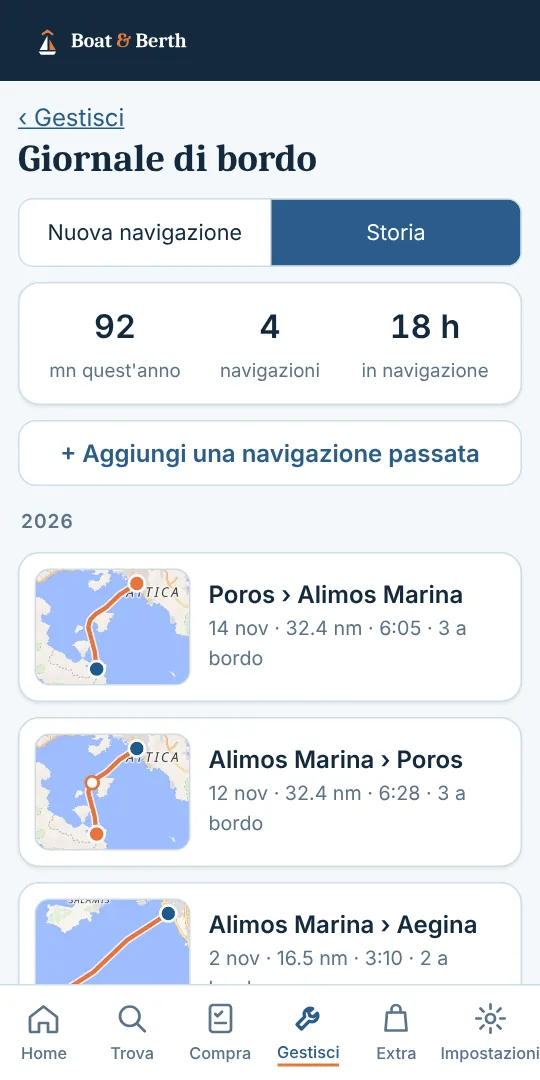 Boat & Berth
‹ Gestisci
Giornale di bordo
Nuova navigazione
Storia
92
4
18 h
mn quest'anno
navigazioni
in navigazione
+ Aggiungi una navigazione passata
2026
ATTICA
Poros › Alimos Marina
14 nov · 32.4 nm · 6:05 · 3 a
bordo
ATTICA
Alimos Marina › Poros
12 nov · 32.4 nm · 6:28 · 3 a
bordo
SALAMIS
Alimos Marina › Aegina
2 nov · 16.5 nm · 3:10 · 2 a
Home
Trova
Compra
Gestisci
Extra
Impostazioni